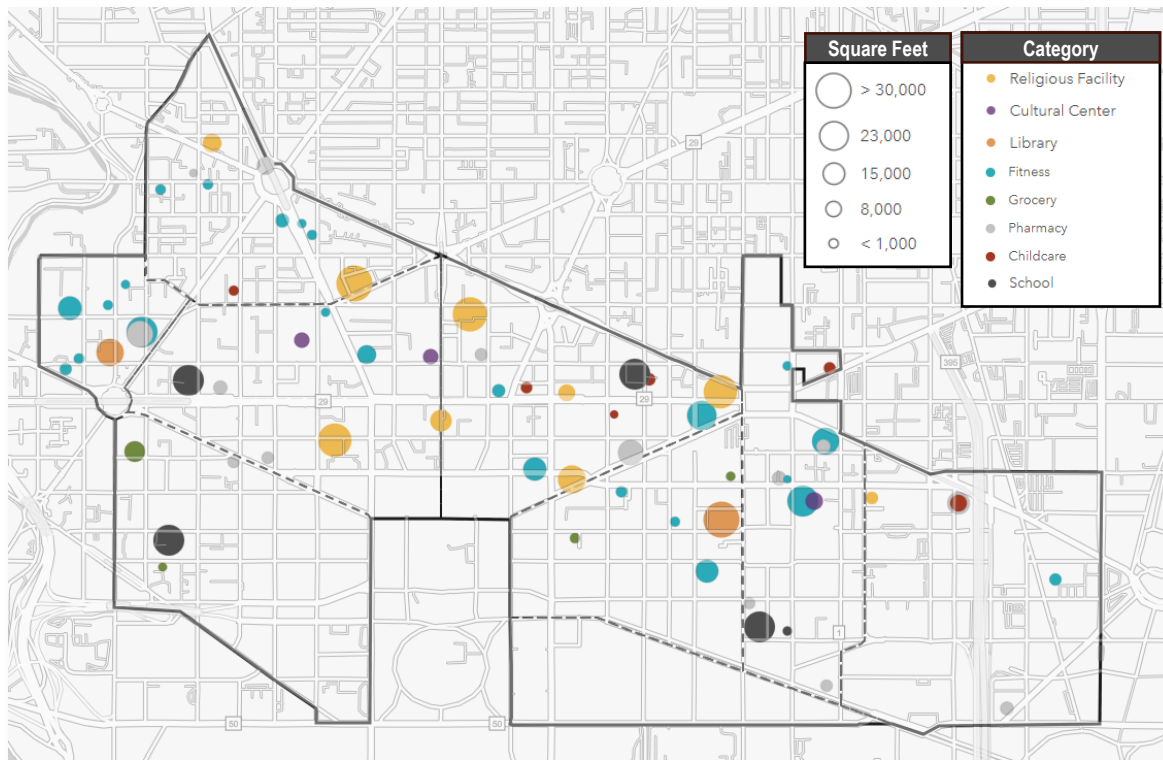 Square Feet
> 30,000
23,000
15,000
8,000
< 1,000
Category
Religious Facility
Cultural Center
Library
Fitness
Grocery
Pharmacy
Childcare
School
29
395
29
29
1
50
50